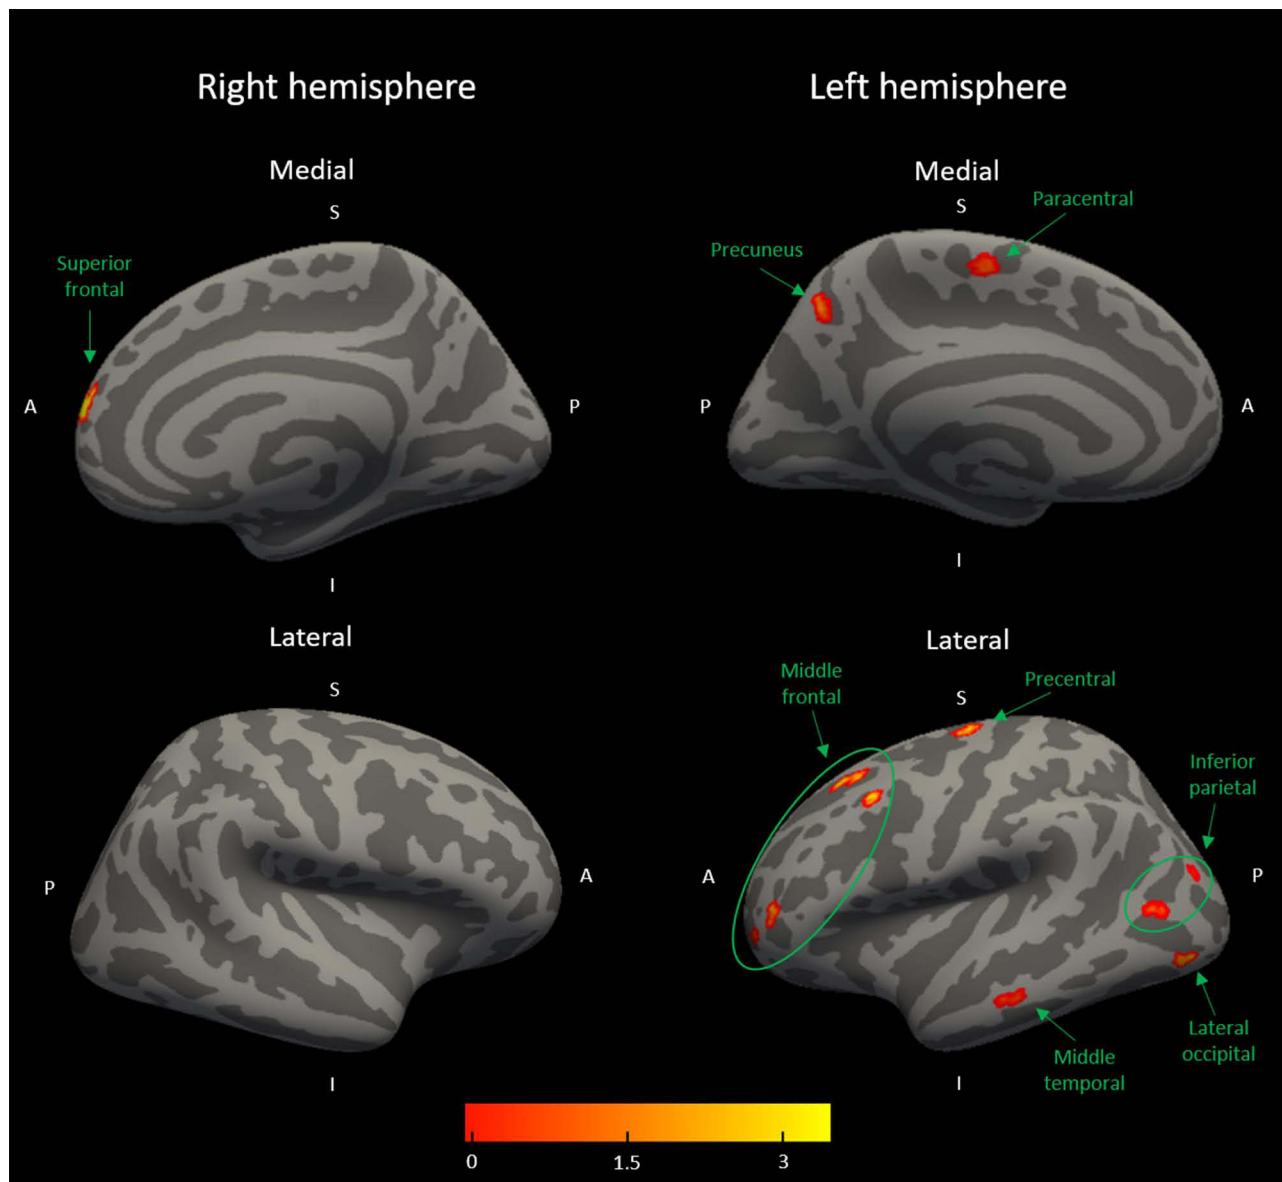 Right hemisphere
Left hemisphere
Medial
S
Superior
frontal
A
P
I
Medial
S
Paracentral
Precuneus
P
A
I
Lateral
S
P
A
I
Lateral
S
Middle
frontal
Precentral
Inferior
parietal
A
P
Lateral
occipital
Middle
temporal
I
0
1.5
3